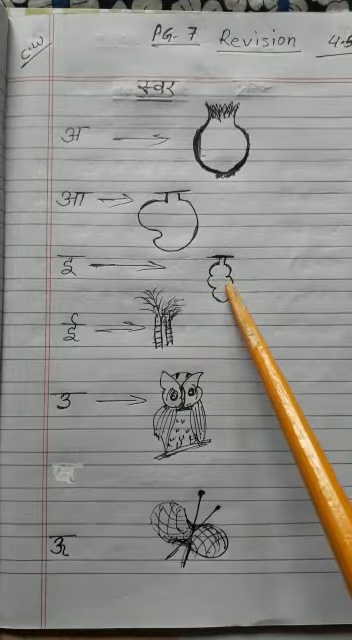 C.W
PG-7 Revision
स्वर
अ →
आ →
इ →
ई →
उ →
ऊ